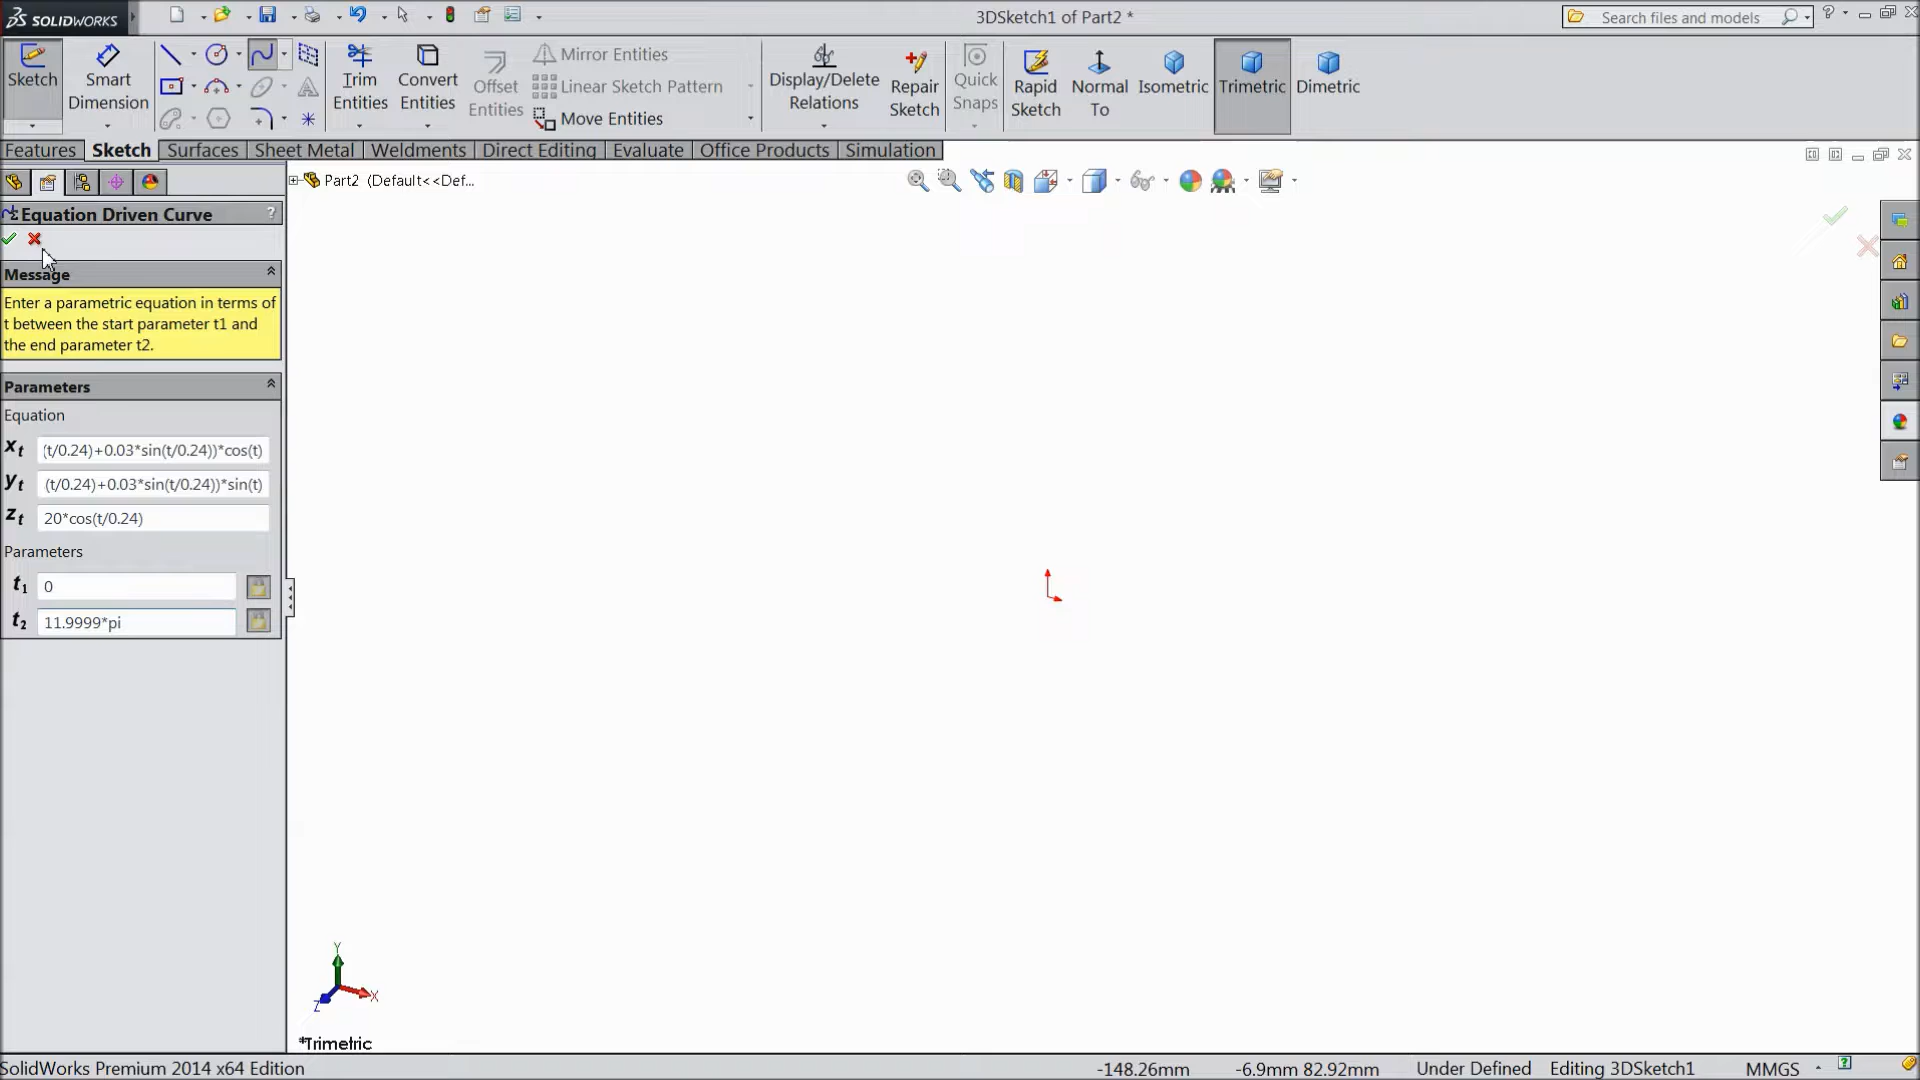 SOLIDWORKS
3DSketch1 of Part2 *
Search files and models
?
Sketch
Smart
Dimension
Trim
Entities
Convert
Entities
Offset
Entities
Mirror Entities
Linear Sketch Pattern
Move Entities
Display/Delete
Relations
Repair
Sketch
Quick
Snaps
Rapid
Sketch
Normal
To
Isometric
Trimetric
Dimetric
Features
Sketch
Surfaces
Sheet Metal
Weldments
Direct Editing
Evaluate
Office Products
Simulation
Part2 (Default<<Def...
Equation Driven Curve
?
Message
Enter a parametric equation in terms of
t between the start parameter t1 and
the end parameter t2.
Parameters
Equation
xt (t/0.24)+0.03*sin(t/0.24))*cos(t)
yt (t/0.24)+0.03*sin(t/0.24))*sin(t)
zt 20*cos(t/0.24)
Parameters
t1 0
t2 11.9999*pi
Y
X
Z
*Trimetric
SolidWorks Premium 2014 x64 Edition
-148.26mm
-6.9mm 82.92mm
Under Defined
Editing 3DSketch1
MMGS
?